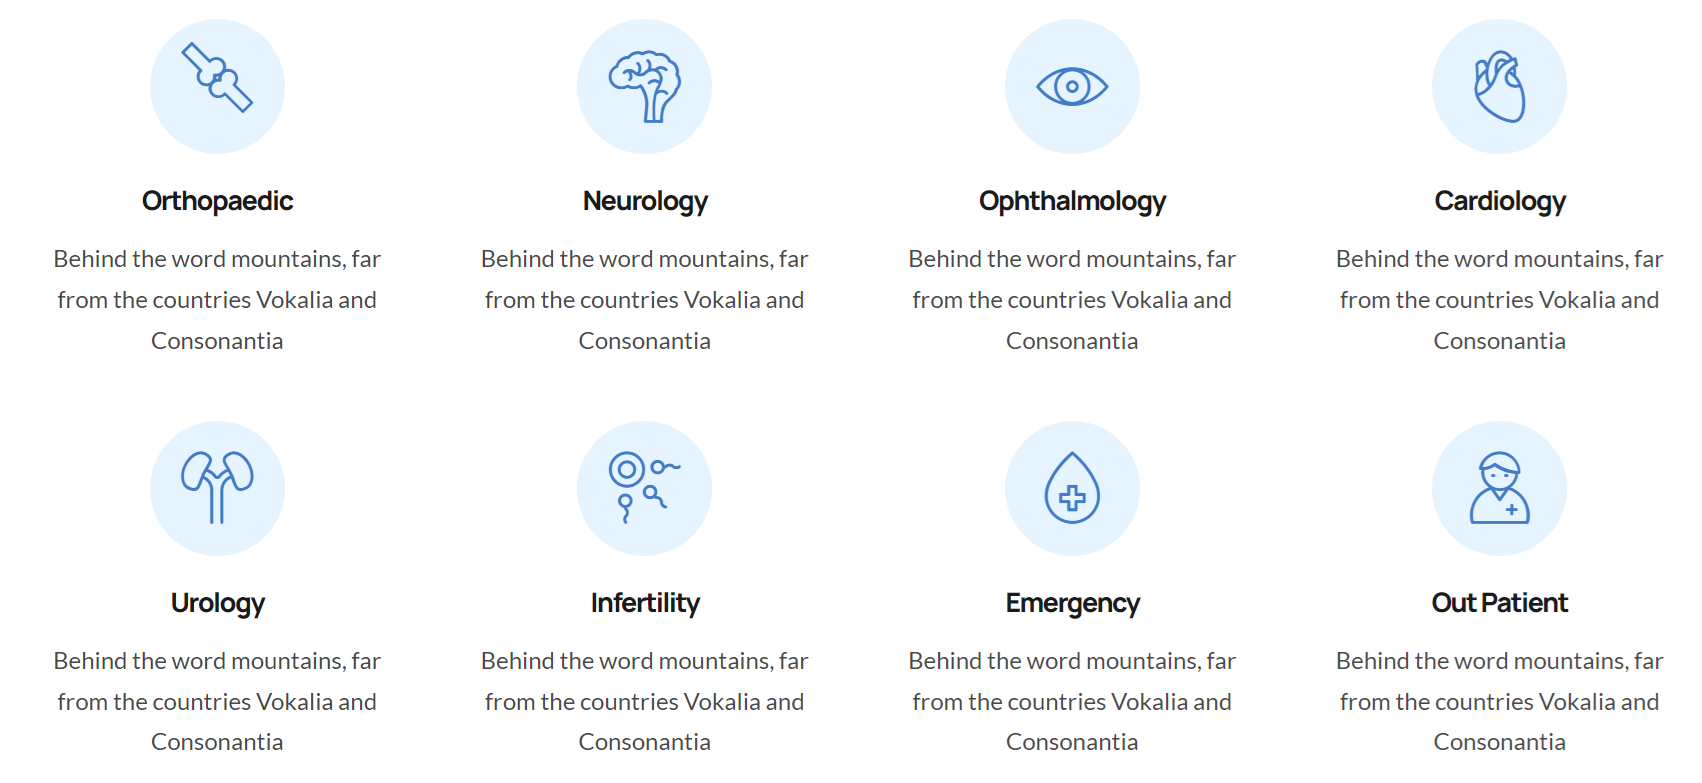 Orthopaedic
Behind the word mountains, far
from the countries Vokalia and
Consonantia
Neurology
Behind the word mountains, far
from the countries Vokalia and
Consonantia
Ophthalmology
Behind the word mountains, far
from the countries Vokalia and
Consonantia
Cardiology
Behind the word mountains, far
from the countries Vokalia and
Consonantia
Urology
Behind the word mountains, far
from the countries Vokalia and
Consonantia
Infertility
Behind the word mountains, far
from the countries Vokalia and
Consonantia
Emergency
Behind the word mountains, far
from the countries Vokalia and
Consonantia
Out Patient
Behind the word mountains, far
from the countries Vokalia and
Consonantia